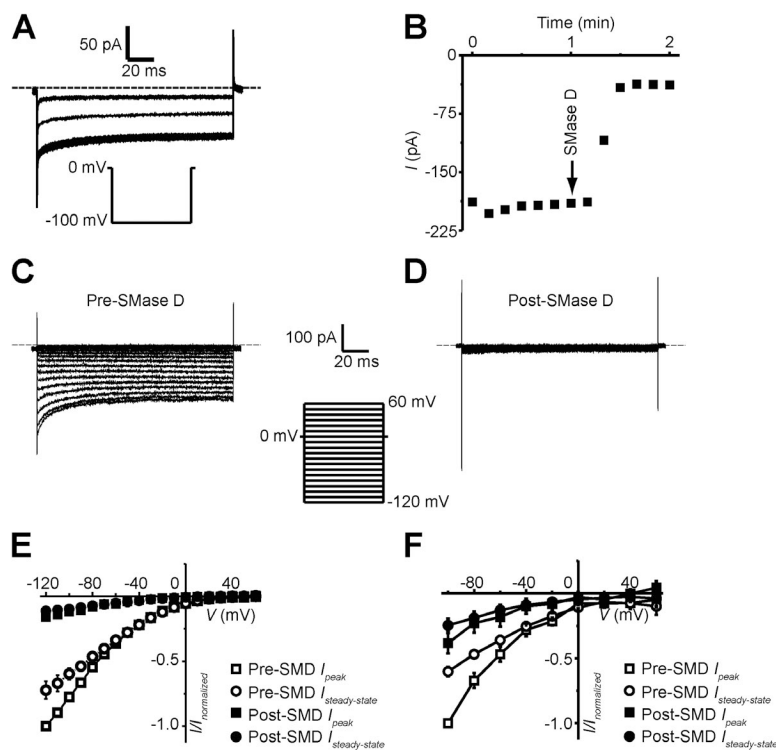 A
50 pA
20 ms
0 mV
-100 mV
B
Time (min)
0 1 2
0
-75
-150
-225
I (pA)
SMase D
C
Pre-SMase D
100 pA
20 ms
60 mV
0 mV
-120 mV
D
Post-SMase D
E
-120 -80 -40 0 40
V (mV)
-0.5
-1.0
I/I normalized
Pre-SMD I peak
Pre-SMD I steady-state
Post-SMD I peak
Post-SMD I steady-state
F
-80 -40 0 40
V (mV)
-0.5
-1.0
I/I normalized
Pre-SMD I peak
Pre-SMD I steady-state
Post-SMD I peak
Post-SMD I steady-state